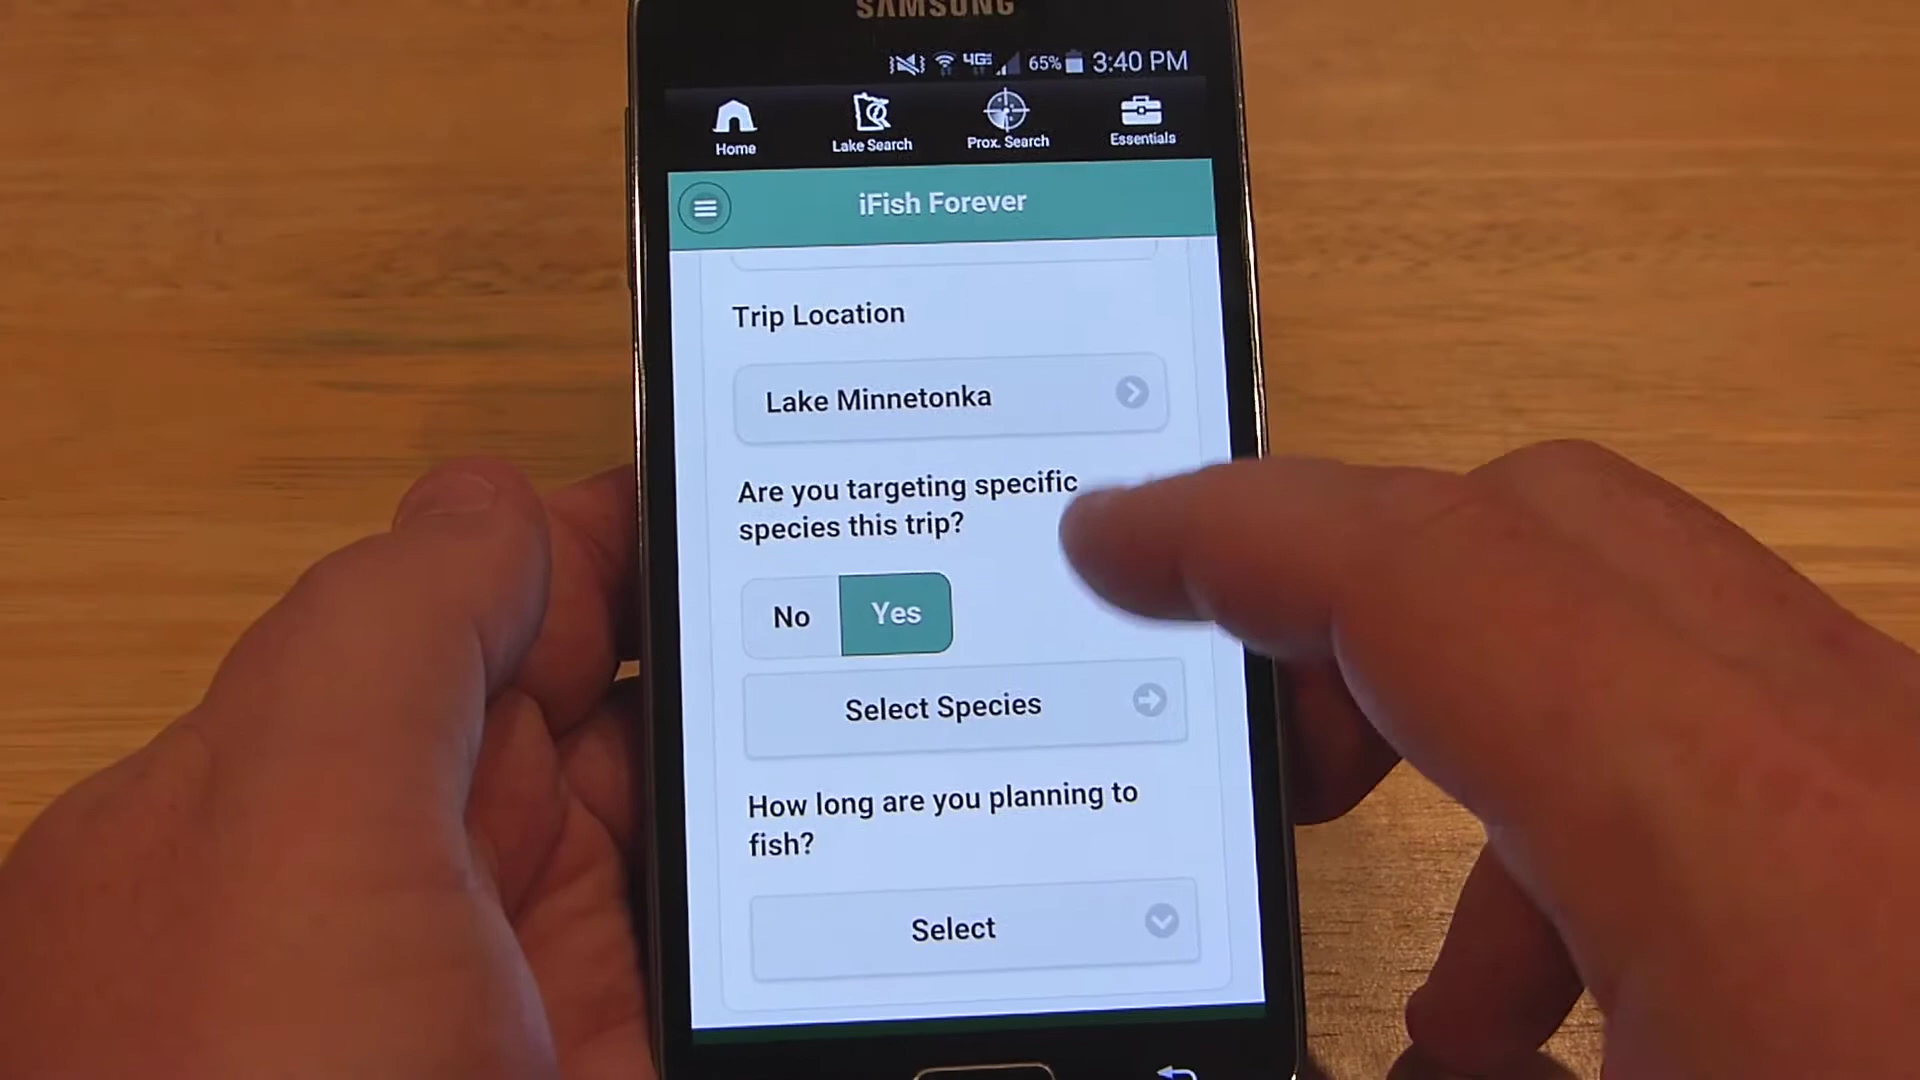 SAMSUNG
4GE 65% 3:40 PM
Home Lake Search Prox. Search Essentials
iFish Forever
Trip Location
Lake Minnetonka
Are you targeting specific
species this trip?
No Yes
Select Species
How long are you planning to
fish?
Select